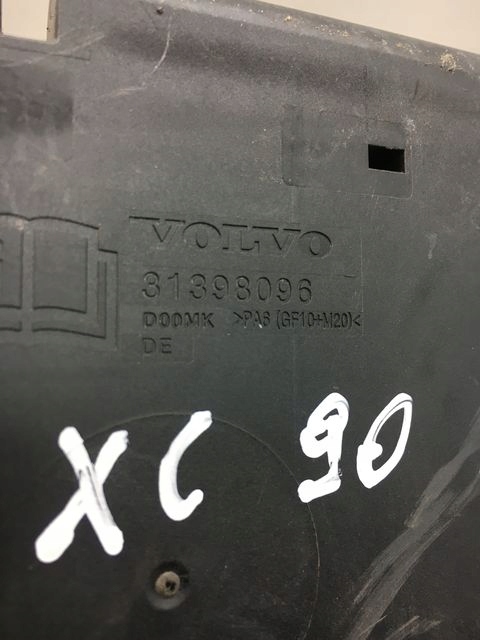 VOLVO
31398096
D00MK >PA6 (GF10+M20)<
DE
XC 90